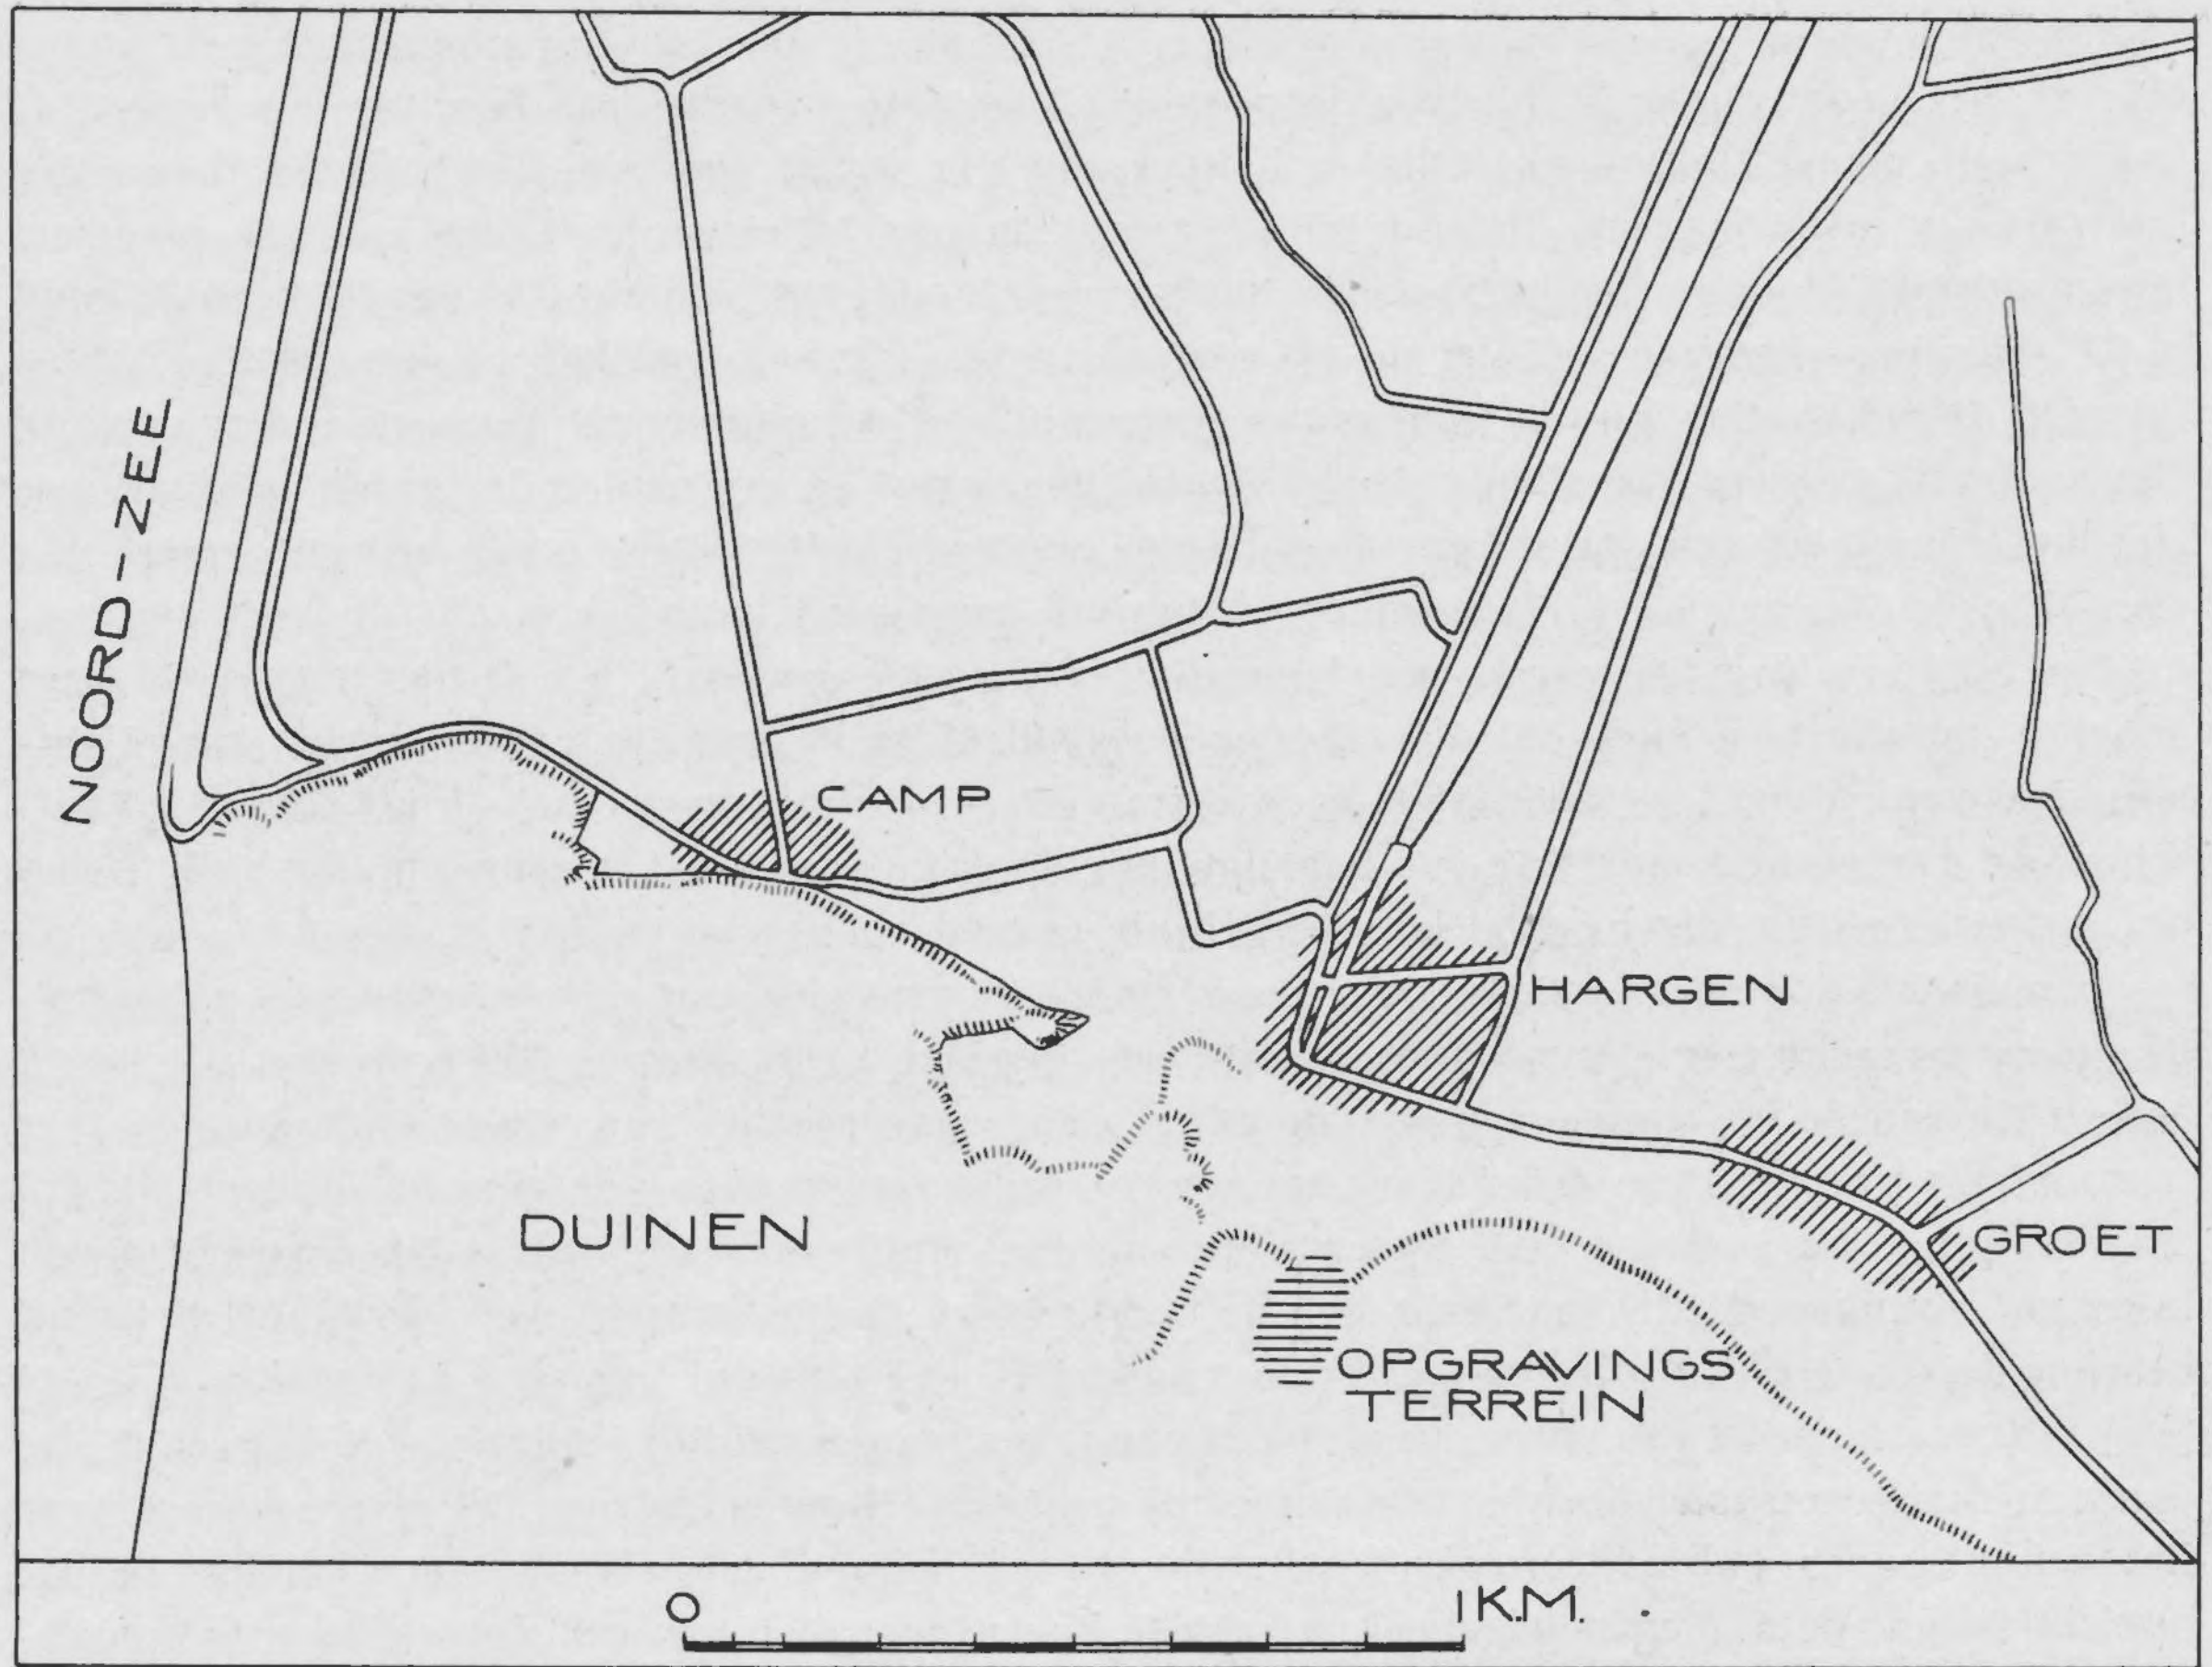 NOORD-ZEE
CAMP
HARGEN
DUINEN
GROET
OPGRAVINGS
TERREIN
0 1 K.M.